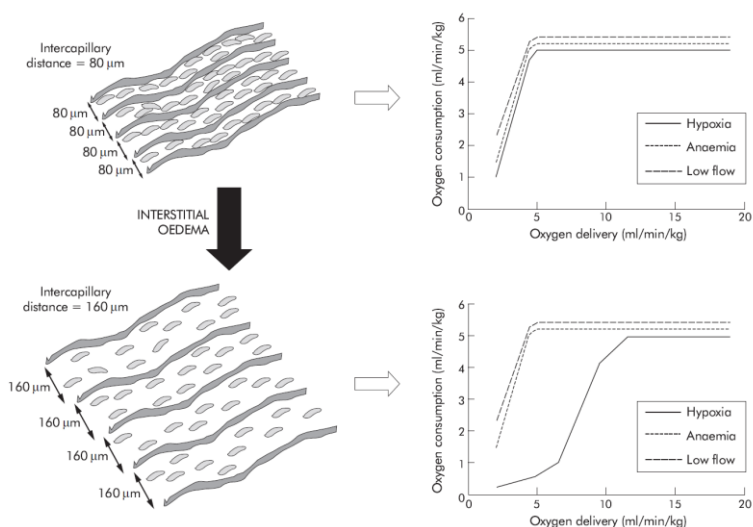 Intercapillary
distance = 80 µm
80 µm
80 µm
80 µm
80 µm
INTERSTITIAL
OEDEMA
Intercapillary
distance = 160 µm
160 µm
160 µm
160 µm
160 µm
Oxygen consumption (ml/min/kg)
6
5
4
3
2
1
0
0
5
10
15
20
Oxygen delivery (ml/min/kg)
Hypoxia
Anaemia
Low flow
Oxygen consumption (ml/min/kg)
6
5
4
3
2
1
0
0
5
10
15
20
Oxygen delivery (ml/min/kg)
Hypoxia
Anaemia
Low flow